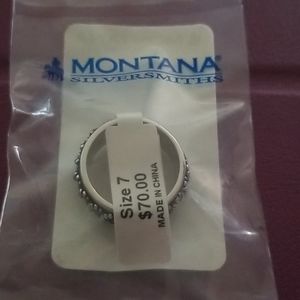 MONTANA
SILVERSMITHS
Size 7
$70.00
MADE IN CHINA